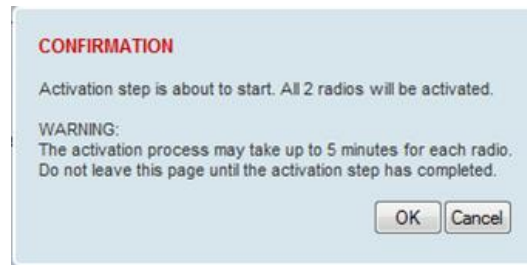 CONFIRMATION
Activation step is about to start. All 2 radios will be activated.
WARNING:
The activation process may take up to 5 minutes for each radio.
Do not leave this page until the activation step has completed.
OK Cancel